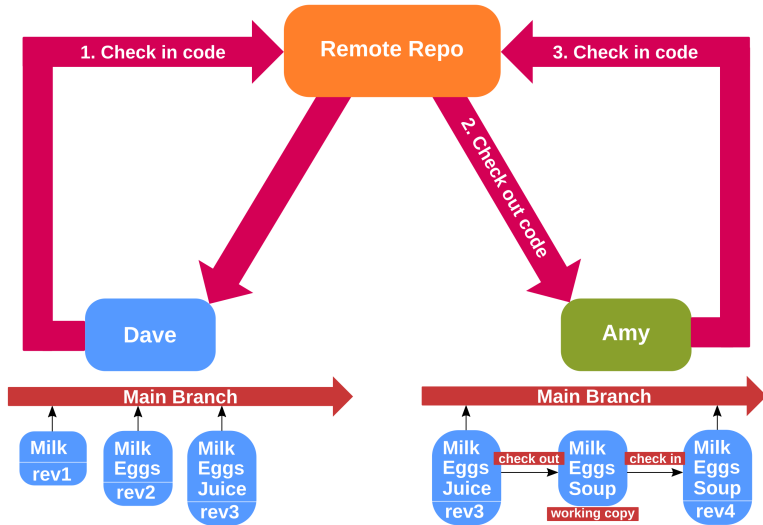 1. Check in code
Remote Repo
3. Check in code
2. Check out code
Dave
Amy
Main Branch
Milk
rev1
Milk
Eggs
rev2
Milk
Eggs
Juice
rev3
Main Branch
Milk
Eggs
Juice
rev3
check out
Milk
Eggs
Soup
working copy
check in
Milk
Eggs
Soup
rev4